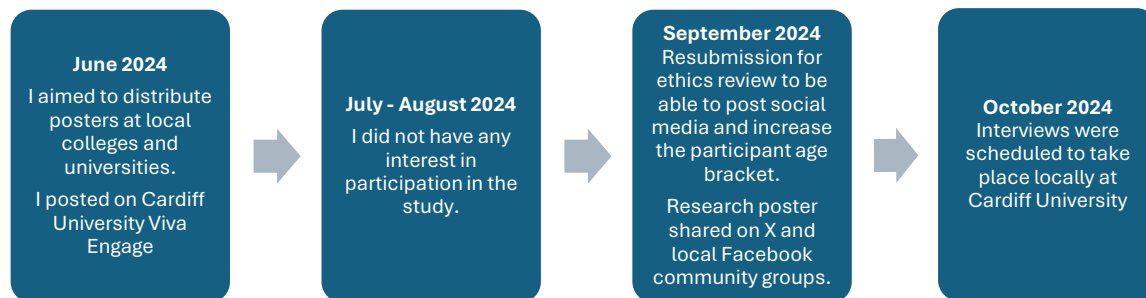 June 2024
I aimed to distribute
posters at local
colleges and
universities.
I posted on Cardiff
University Viva
Engage
July - August 2024
I did not have any
interest in
participation in the
study.
September 2024
Resubmission for
ethics review to be
able to post social
media and increase
the participant age
bracket.
Research poster
shared on X and
local Facebook
community groups.
October 2024
Interviews were
scheduled to take
place locally at
Cardiff University